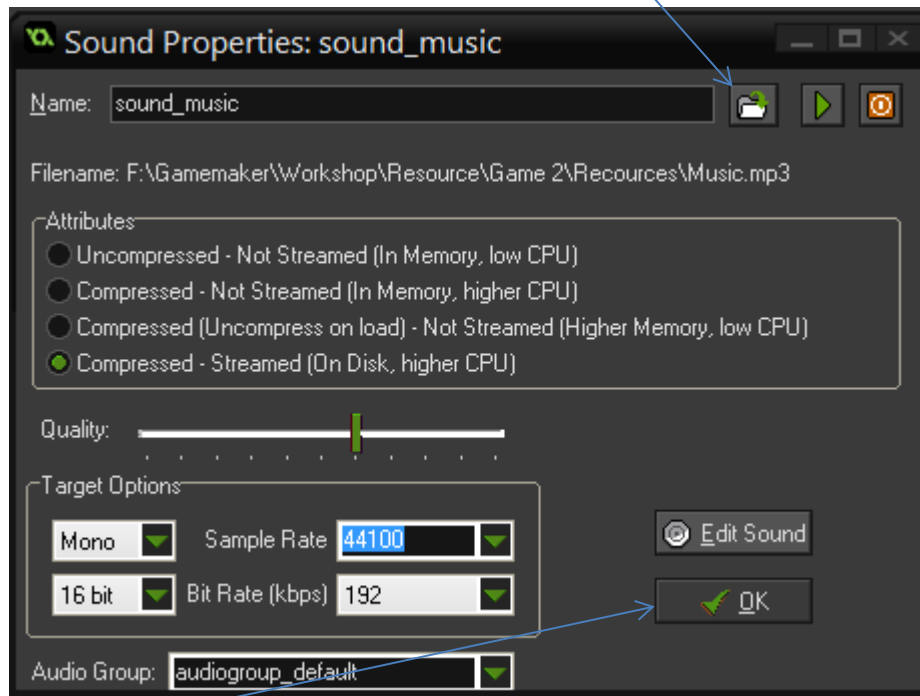 Sound Properties: sound_music
Name: sound_music
Filename: F:\Gamemaker\Workshop\Resource\Game 2\Recources\Music.mp3
Attributes
Uncompressed - Not Streamed (In Memory, low CPU)
Compressed - Not Streamed (In Memory, higher CPU)
Compressed (Uncompress on load) - Not Streamed (Higher Memory, low CPU)
Compressed - Streamed (On Disk, higher CPU)
Quality:
Target Options
Mono Sample Rate 44100
Edit Sound
16 bit Bit Rate (kbps) 192
OK
Audio Group: audiogroup_default